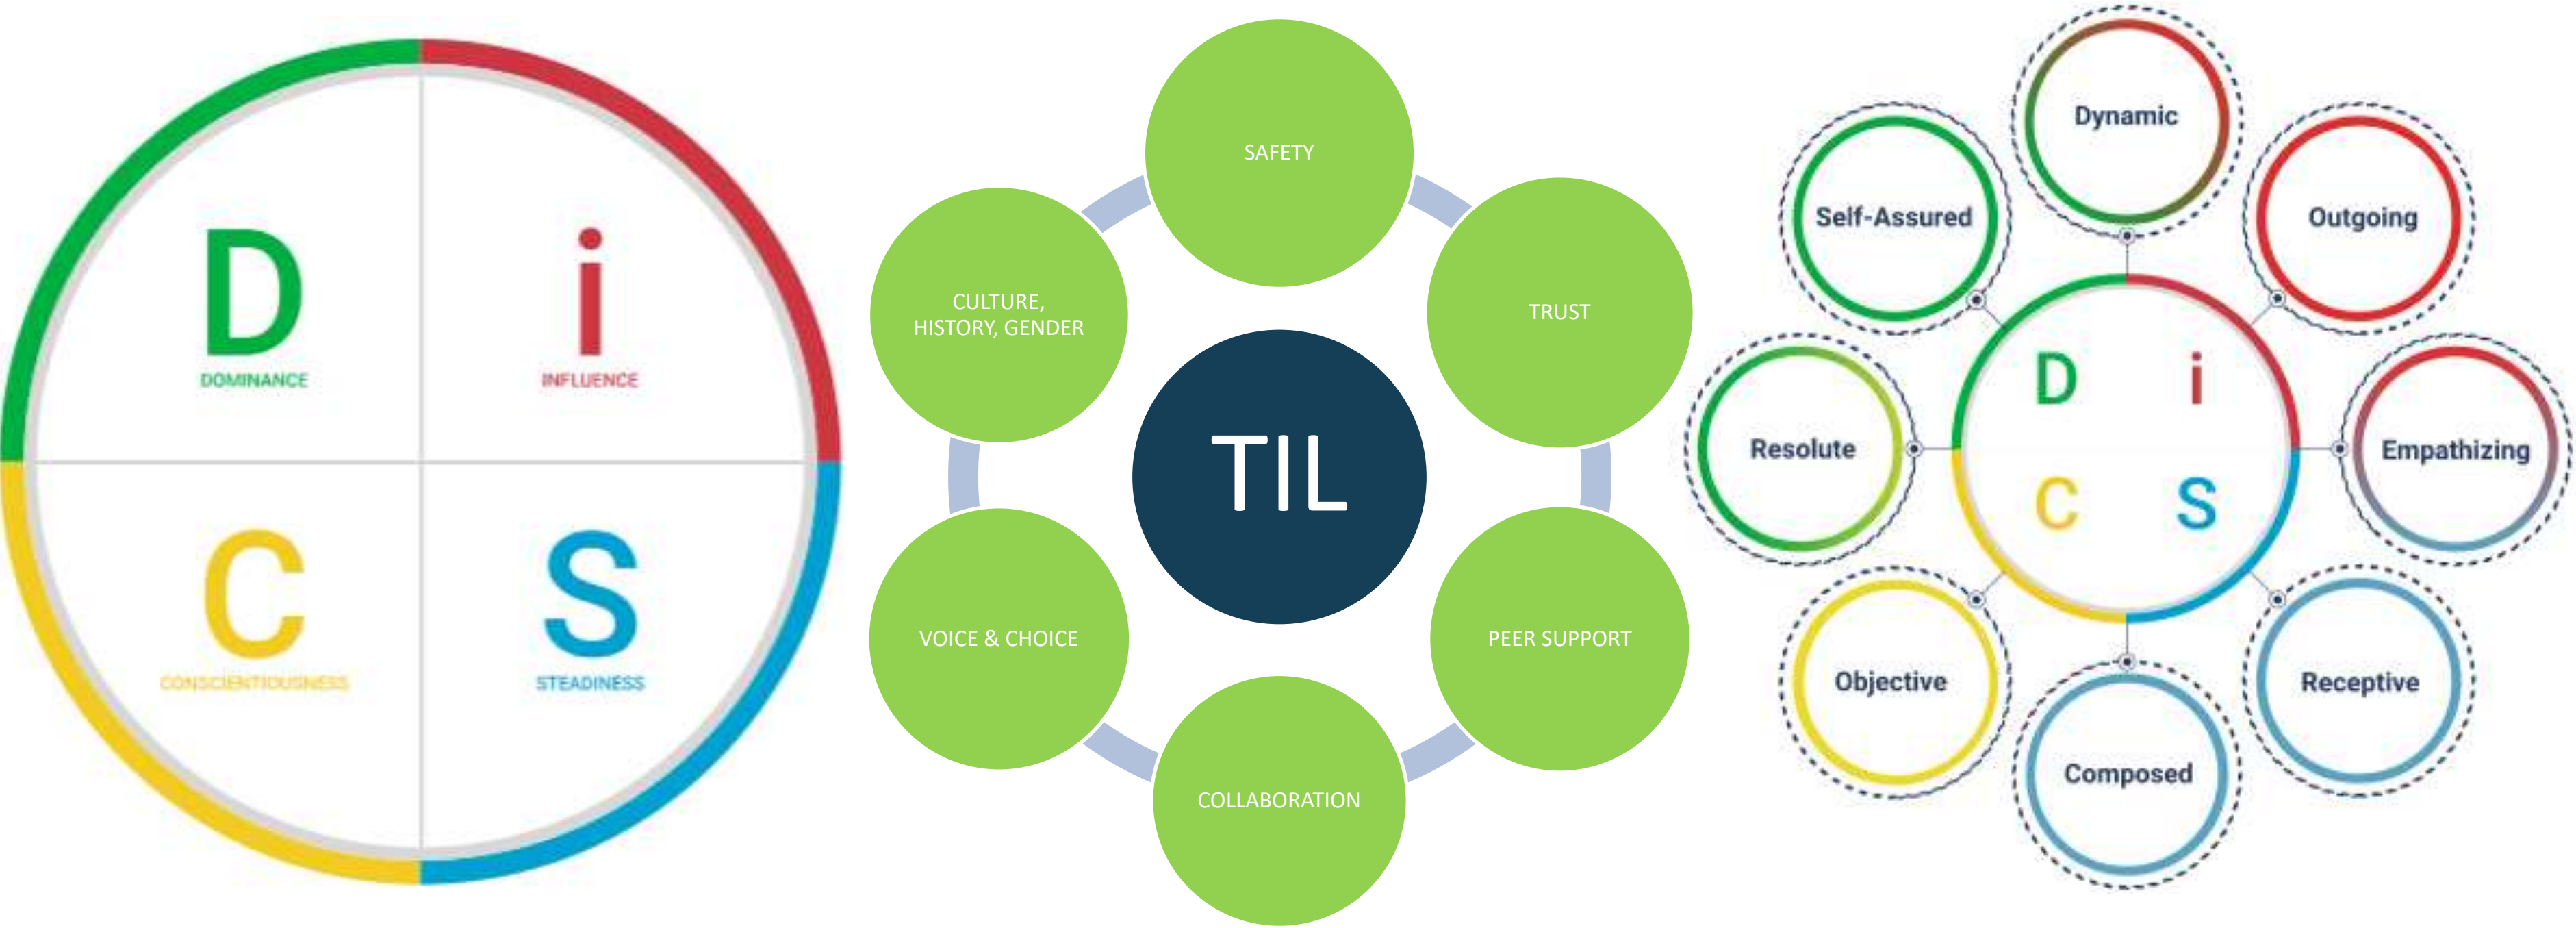 D
DOMINANCE
i
INFLUENCE
C
CONSCIENTIOUSNESS
S
STEADINESS
SAFETY
TRUST
PEER SUPPORT
COLLABORATION
VOICE & CHOICE
CULTURE,
HISTORY, GENDER
TIL
Dynamic
Outgoing
Empathizing
Receptive
Composed
Objective
Resolute
Self-Assured
D
i
C
S